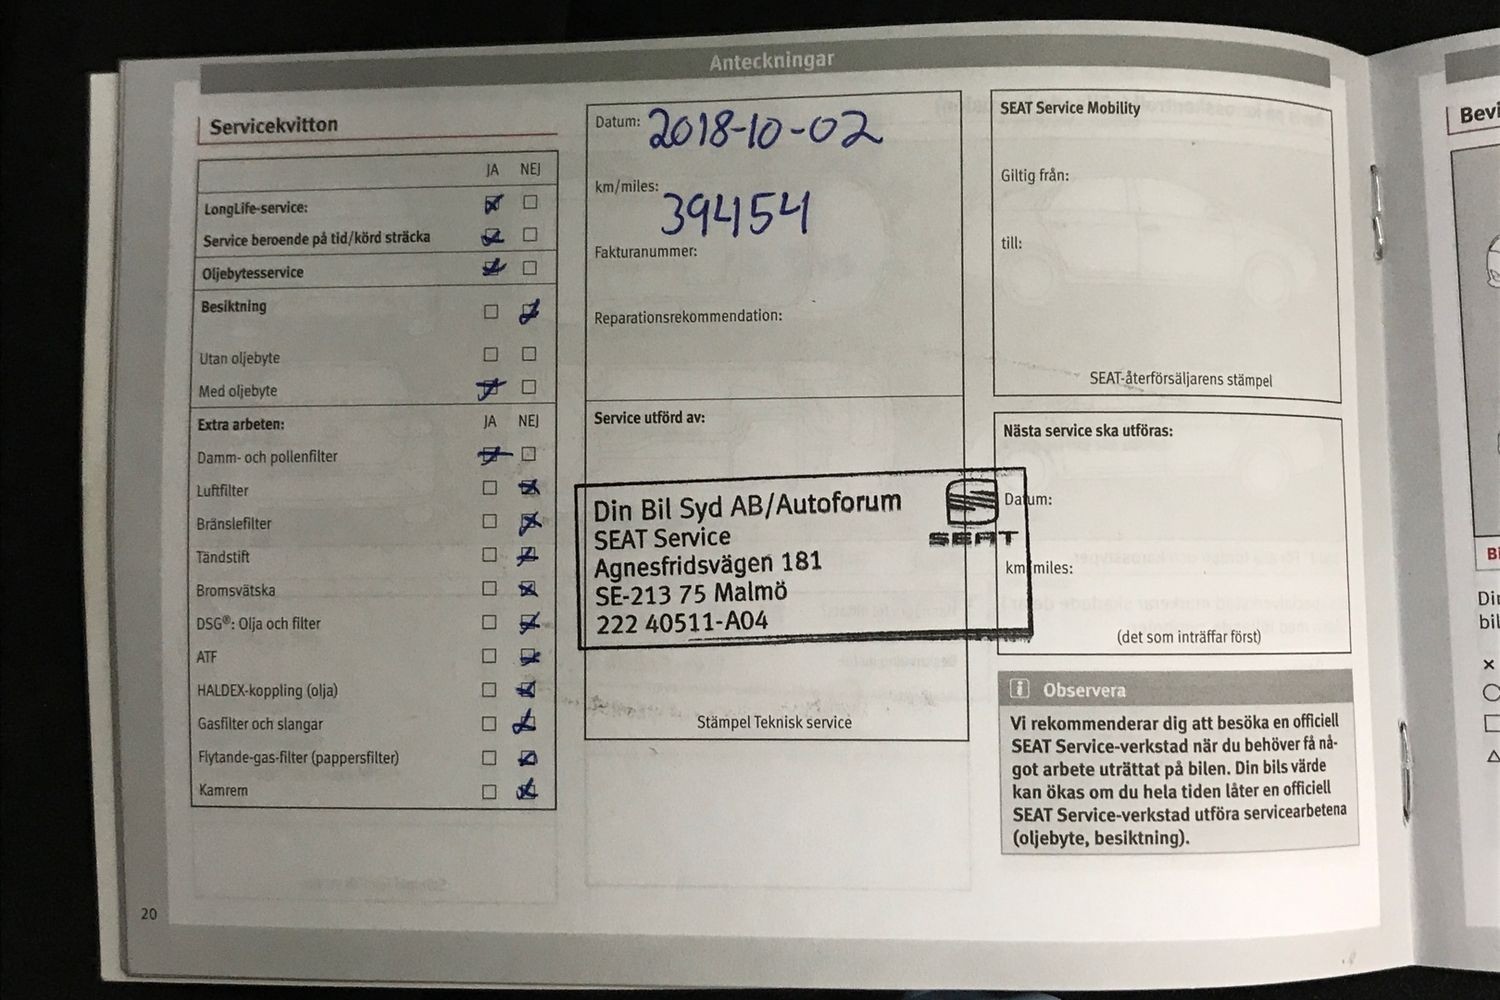 Anteckningar
Servicekvitton
JA NEJ
LongLife-service:
Service beroende på tid/körd sträcka
Oljebytesservice
Besiktning
Utan oljebyte
Med oljebyte
Extra arbeten: JA NEJ
Damm- och pollenfilter
Luftfilter
Bränslefilter
Tändstift
Bromsvätska
DSG®: Olja och filter
ATF
HALDEX-koppling (olja)
Gasfilter och slangar
Flytande-gas-filter (pappersfilter)
Kamrem
20
Datum: 2018-10-02
km/miles: 39454
Fakturanummer:
Reparationsrekommendation:
Service utförd av:
Din Bil Syd AB/Autoforum
SEAT Service
Agnesfridsvägen 181
SE-213 75 Malmö
222 40511-A04
SEAT
Stämpel Teknisk service
SEAT Service Mobility
Giltig från:
till:
SEAT-återförsäljarens stämpel
Nästa service ska utföras:
Datum:
km/miles:
(det som inträffar först)
i Observera
Vi rekommenderar dig att besöka en officiell
SEAT Service-verkstad när du behöver få nå-
got arbete uträttat på bilen. Din bils värde
kan ökas om du hela tiden låter en officiell
SEAT Service-verkstad utföra servicearbetena
(oljebyte, besiktning).
Bevi